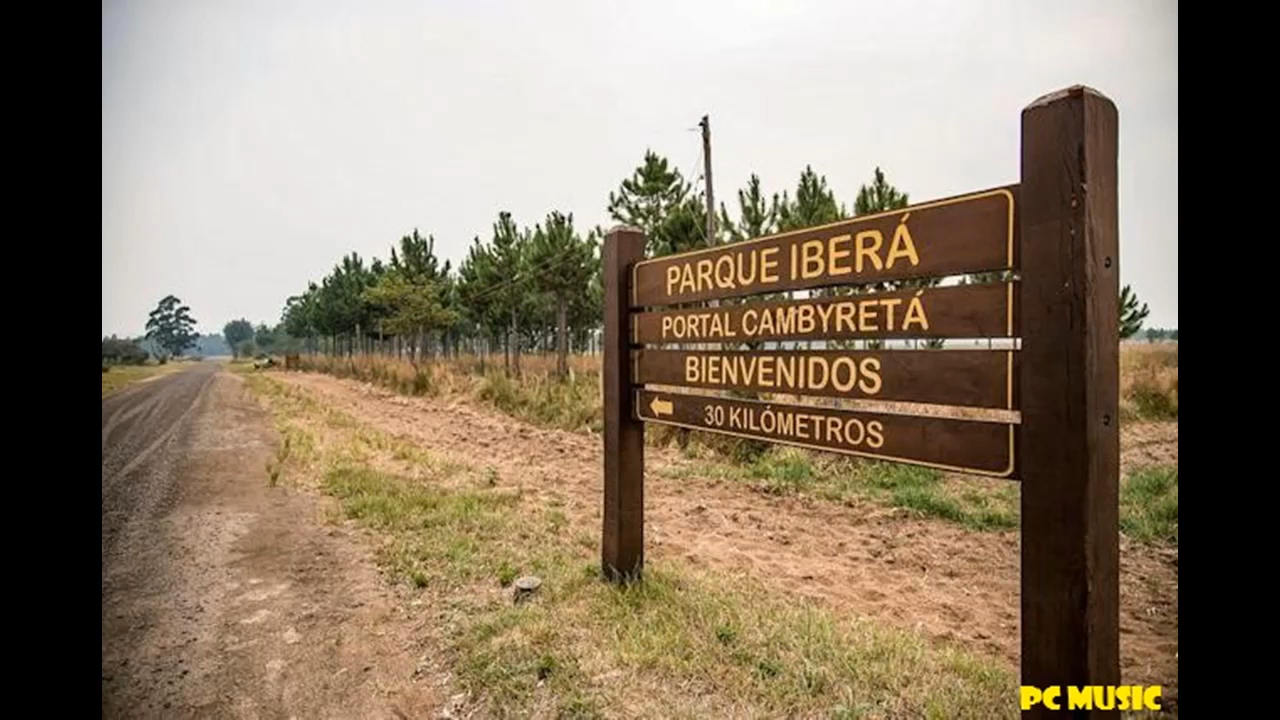 PARQUE IBERÁ
PORTAL CAMBYRETÁ
BIENVENIDOS
30 KILÓMETROS
PC MUSIC